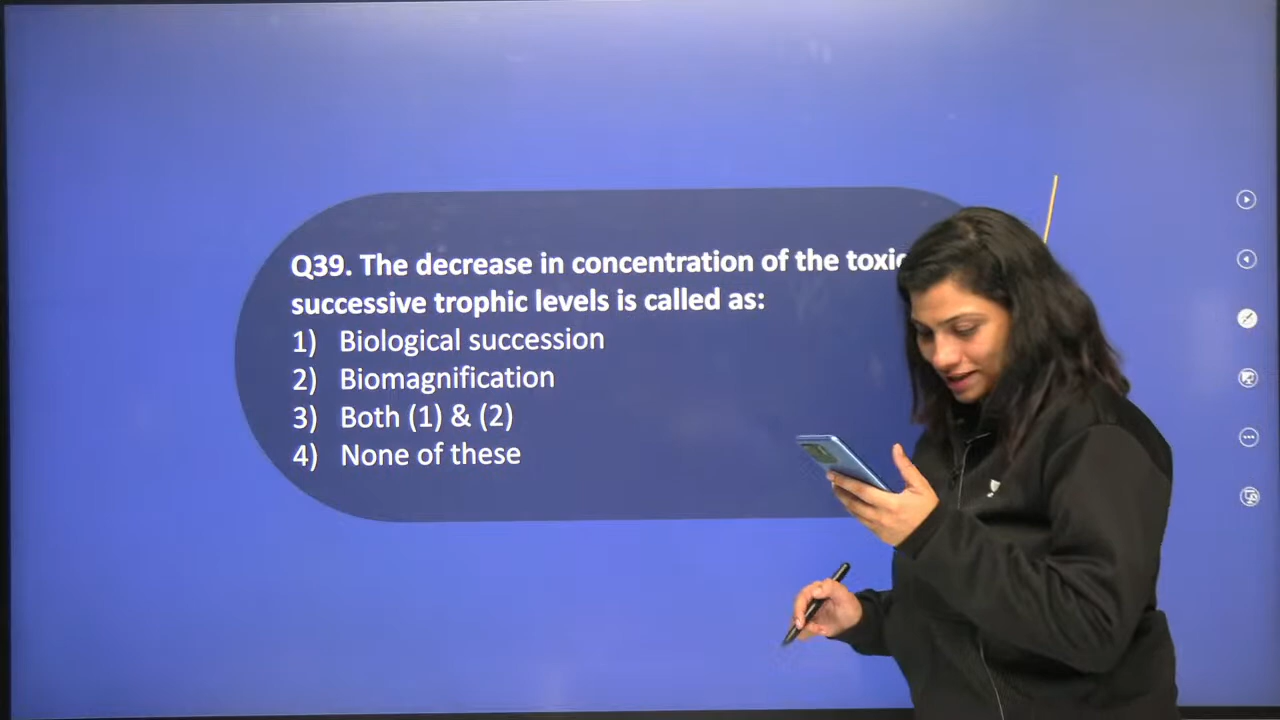 Q39. The decrease in concentration of the
successive trophic levels is called as:
1) Biological succession
2) Biomagnification
3) Both (1) & (2)
4) None of these